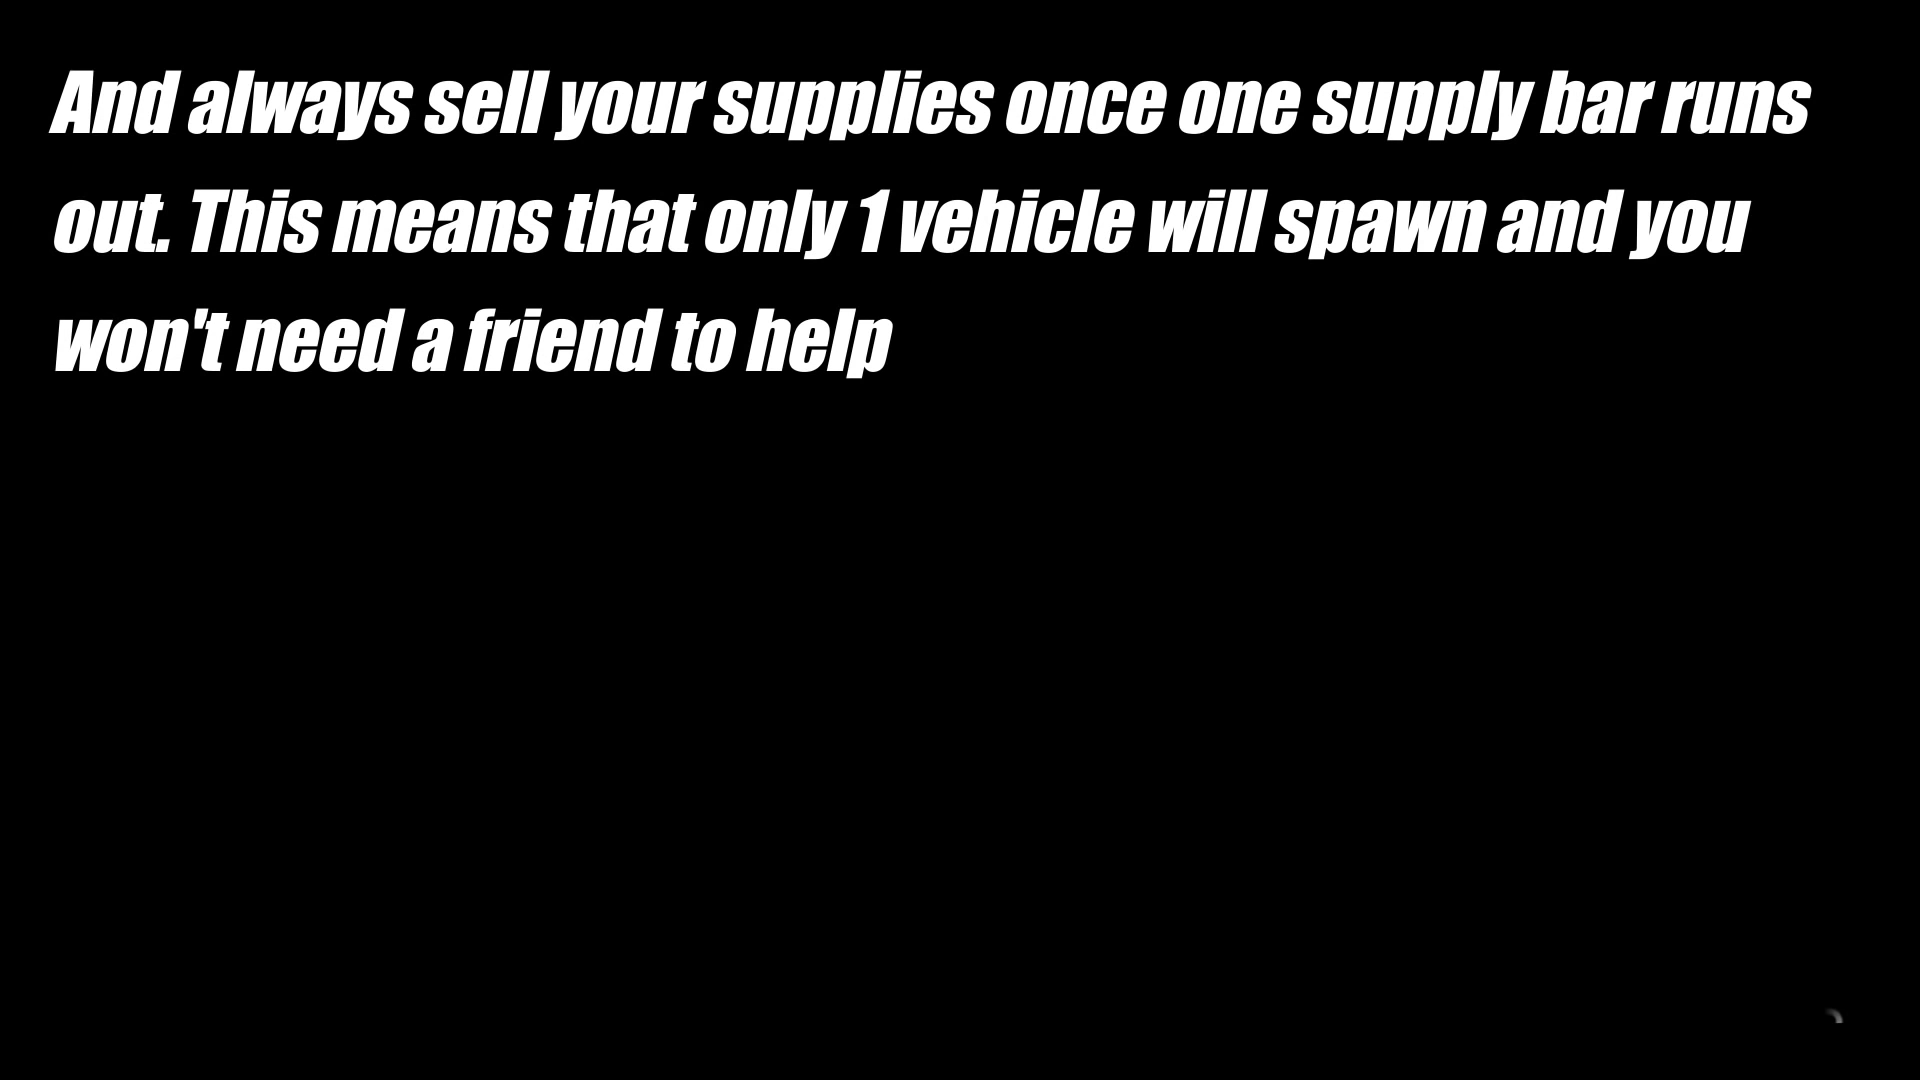 And always sell your supplies once one supply bar runs
out. This means that only 1 vehicle will spawn and you
won't need a friend to help